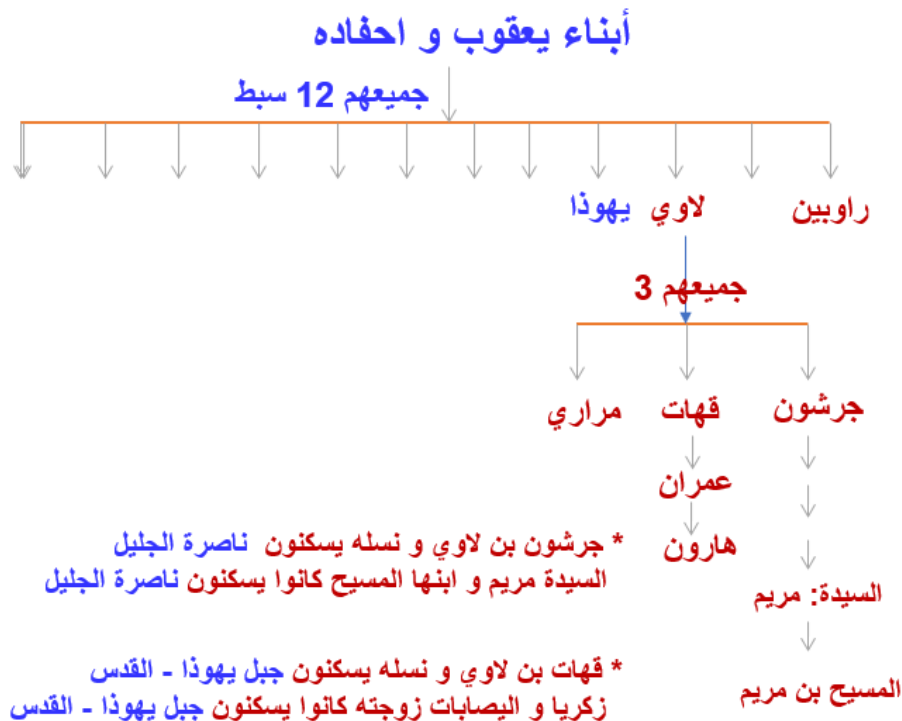 أبناء يعقوب و احفاده
جميعهم 12 سبط
راوبين
لاوي
يهوذا
جميعهم 3
جرشون
قهات
مراري
عمران
هارون
السيدة: مريم
المسيح بن مريم
* جرشون بن لاوي و نسله يسكنون ناصرة الجليل
السيدة مريم و ابنها المسيح كانوا يسكنون ناصرة الجليل
* قهات بن لاوي و نسله يسكنون جبل يهوذا - القدس
زكريا و اليصابات زوجته كانوا يسكنون جبل يهوذا - القدس